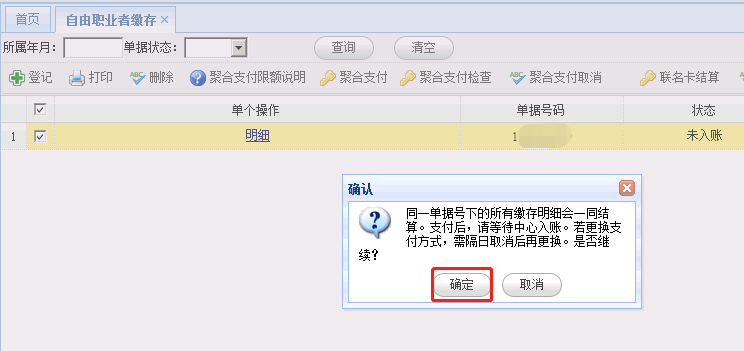 首页 自由职业者缴存
所属年月： 单据状态： 查询 清空
登记 打印 删除 聚合支付限额说明 聚合支付 聚合支付检查 聚合支付取消 联名卡结算
单个操作 单据号码 状态
1 明细 1 未入账
确认
同一单据号下的所有缴存明细会一同结
算。支付后，请等待中心入账。若更换支
付方式，需隔日取消后再更换。是否继
续？
确定 取消